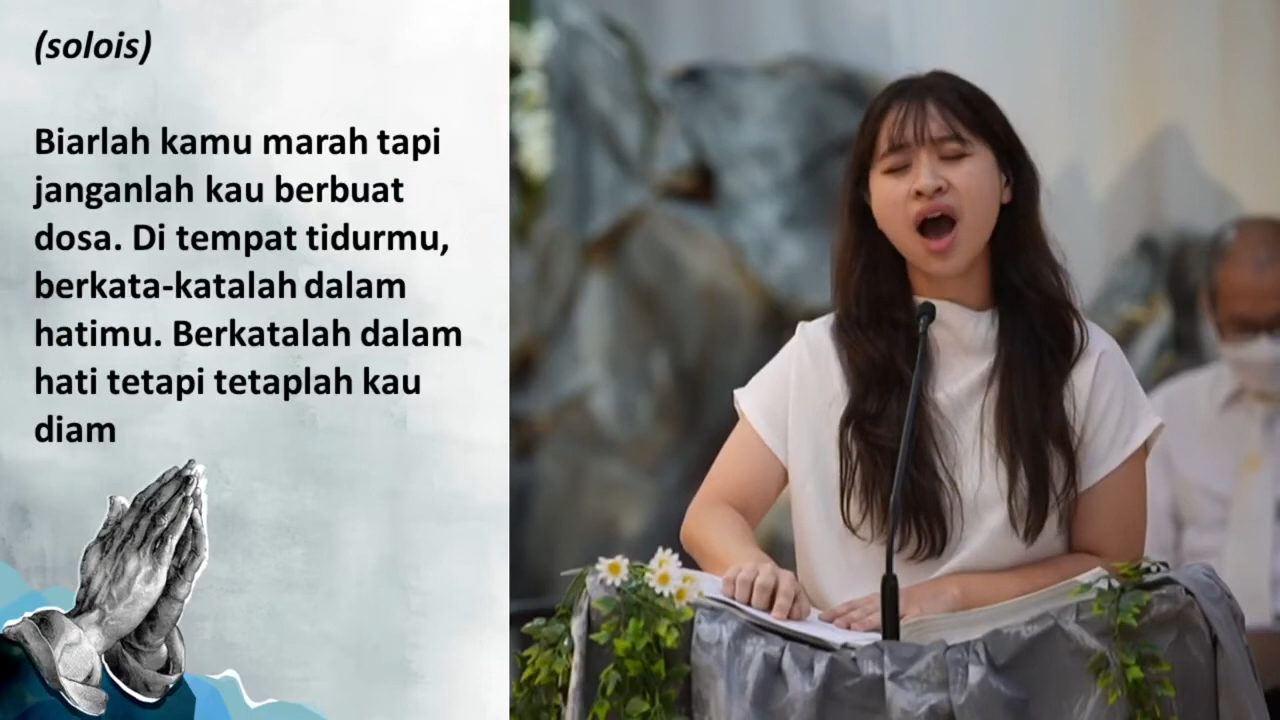 (solois)
Biarlah kamu marah tapi
janganlah kau berbuat
dosa. Di tempat tidurmu,
berkata-katalah dalam
hatimu. Berkatalah dalam
hati tetapi tetaplah kau
diam